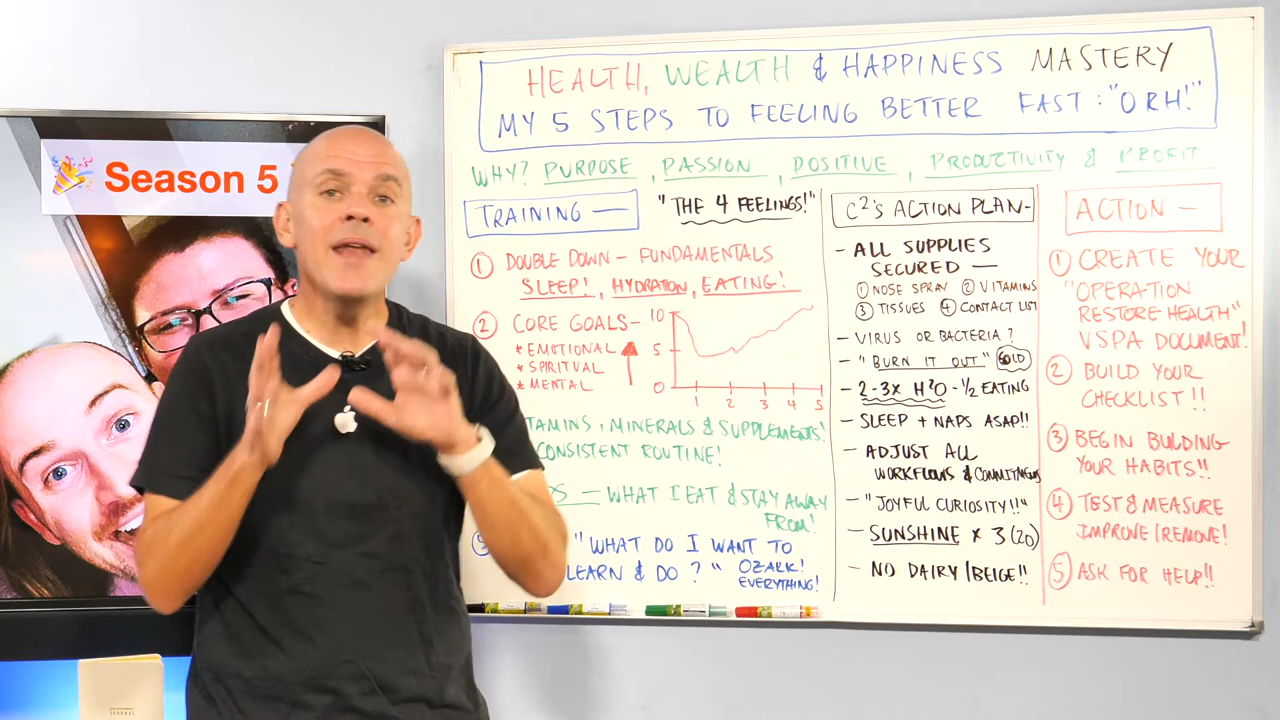 Season 5
HEALTH, WEALTH & HAPPINESS MASTERY
MY 5 STEPS TO FEELING BETTER FAST: "ORH!"
WHY? PURPOSE, PASSION, POSITIVE, PRODUCTIVITY & PROFIT
TRAINING —
"THE 4 FEELINGS!"
① DOUBLE DOWN - FUNDAMENTALS
SLEEP!, HYDRATION, EATING!
② CORE GOALS -
* EMOTIONAL
* SPIRITUAL
* MENTAL
10
5
0
1 2 3 4 5
TAMINS, MINERALS & SUPPLEMENTS!
CONSISTENT ROUTINE!
DS — WHAT I EAT & STAY AWAY
FROM!
"WHAT DO I WANT TO
LEARN & DO?" OZARK!
EVERYTHING!
C²'S ACTION PLAN-
- ALL SUPPLIES
SECURED —
① NOSE SPRAY ② VITAMINS
③ TISSUES ④ CONTACT LIST
- VIRUS OR BACTERIA?
- "BURN IT OUT" GOLD
- 2-3X H²O - 1/2 EATING
- SLEEP + NAPS ASAP!!
- ADJUST ALL
WORKFLOWS & COMMITMENTS
- "JOYFUL CURIOSITY!!"
- SUNSHINE x 3 (20)
- NO DAIRY/BEIGE!!
ACTION —
① CREATE YOUR
"OPERATION
RESTORE HEALTH"
VSPA DOCUMENT!
② BUILD YOUR
CHECKLIST!!
③ BEGIN BUILDING
YOUR HABITS!!
④ TEST & MEASURE
IMPROVE/REMOVE!
⑤ ASK FOR HELP!!
JOURNAL